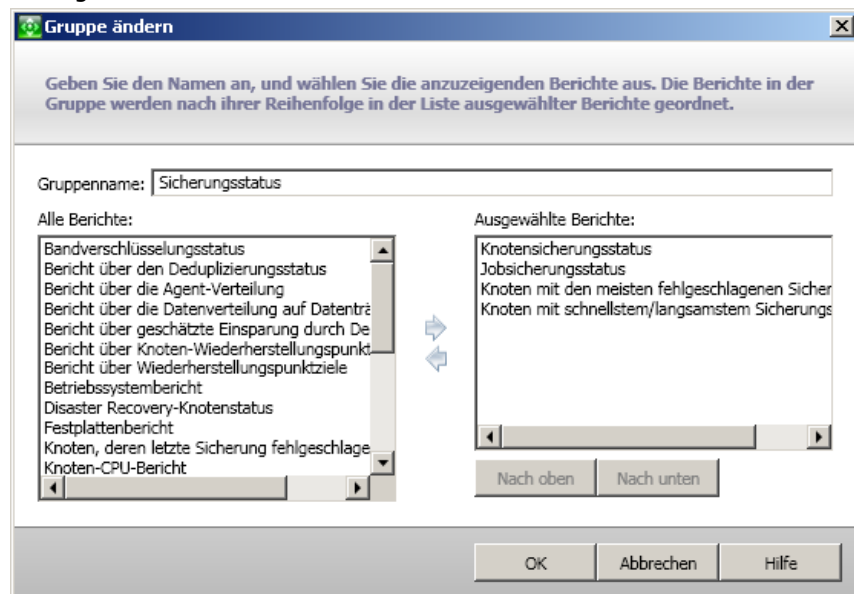 Gruppe ändern
Geben Sie den Namen an, und wählen Sie die anzuzeigenden Berichte aus. Die Berichte in der
Gruppe werden nach ihrer Reihenfolge in der Liste ausgewählter Berichte geordnet.
Gruppenname: Sicherungsstatus
Alle Berichte:
Bandverschlüsselungsstatus
Bericht über den Deduplizierungsstatus
Bericht über die Agent-Verteilung
Bericht über die Datenverteilung auf Datenträ
Bericht über geschätzte Einsparung durch De
Bericht über Knoten-Wiederherstellungspunkt
Bericht über Wiederherstellungspunktziele
Betriebssystembericht
Disaster Recovery-Knotenstatus
Festplattenbericht
Knoten, deren letzte Sicherung fehlgeschlage
Knoten-CPU-Bericht
Ausgewählte Berichte:
Knotensicherungsstatus
Jobsicherungsstatus
Knoten mit den meisten fehlgeschlagenen Sicher
Knoten mit schnellstem/langsamstem Sicherungs
Nach oben
Nach unten
OK
Abbrechen
Hilfe